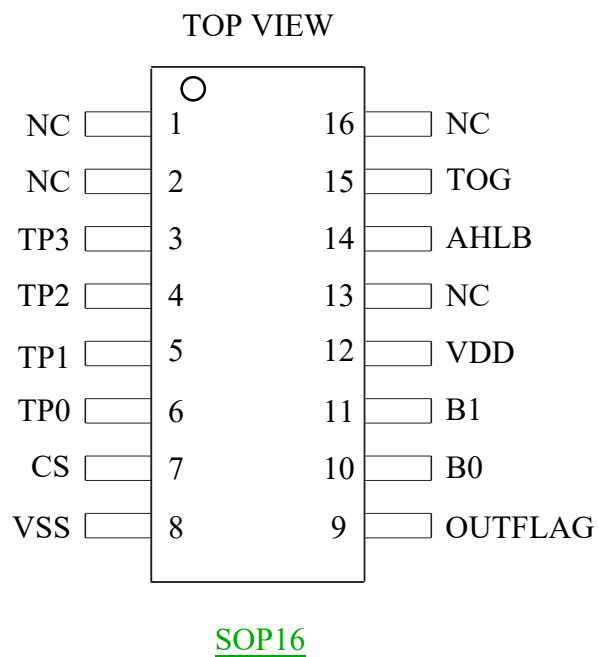 TOP VIEW
NC 1 16 NC
NC 2 15 TOG
TP3 3 14 AHLB
TP2 4 13 NC
TP1 5 12 VDD
TP0 6 11 B1
CS 7 10 B0
VSS 8 9 OUTFLAG
SOP16